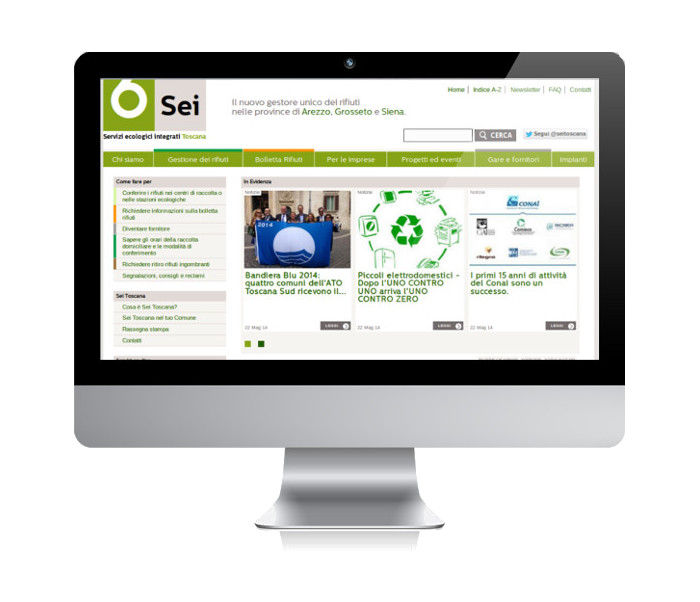 Home | Indice A-Z | Newsletter | FAQ | Contatti
Sei
Servizi ecologici integrati Toscana
Il nuovo gestore unico dei rifiuti
nelle province di Arezzo, Grosseto e Siena.
CERCA
Segui @seitoscana
Chi siamo
Gestione dei rifiuti
Bolletta Rifiuti
Per le imprese
Progetti ed eventi
Gare e fornitori
Impianti
Come fare per
Conferire i rifiuti nei centri di raccolta o
nelle stazioni ecologiche
Richiedere informazioni sulla bolletta
rifiuti
Diventare fornitore
Sapere gli orari della raccolta
domiciliare e le modalità di
conferimento
Richiedere ritiro rifiuti ingombranti
Segnalazioni, consigli e reclami
Sei Toscana
Cosa è Sei Toscana?
Sei Toscana nel tuo Comune
Rassegna stampa
Contatti
In Evidenza
Notizie
2014
Bandiera Blu 2014:
quattro comuni dell'ATO
Toscana Sud ricevono il...
22 Mag 14
LEGGI
Notizie
Piccoli elettrodomestici -
Dopo l'UNO CONTRO
UNO arriva l'UNO
CONTRO ZERO
22 Mag 14
LEGGI
Notizie
CONAI
I primi 15 anni di attività
del Conai sono un
successo.
22 Mag 14
LEGGI